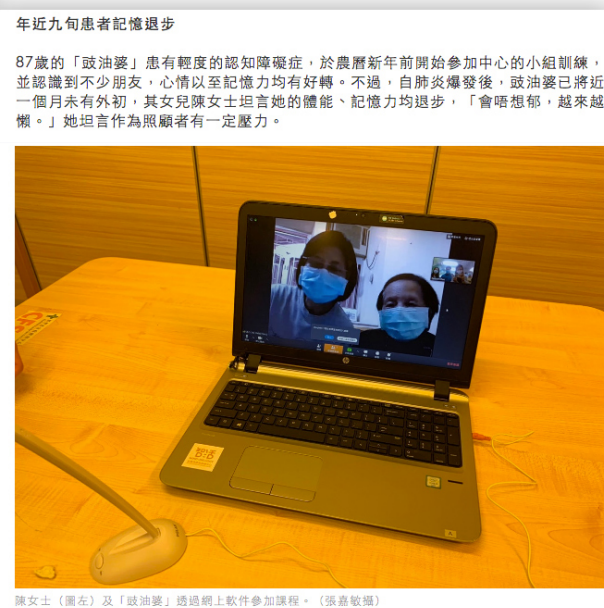 年近九旬患者記憶退步
87歲的「豉油婆」患有輕度的認知障礙症，於農曆新年前開始參加中心的小組訓練，
並認識到不少朋友，心情以至記憶力均有好轉。不過，自肺炎爆發後，豉油婆已將近
一個月未有外初，其女兒陳女士坦言她的體能、記憶力均退步，「會唔想郁，越來越
懶。」她坦言作為照顧者有一定壓力。
hp
陳女士（圖左）及「豉油婆」透過網上軟件參加課程。（張嘉敏攝）